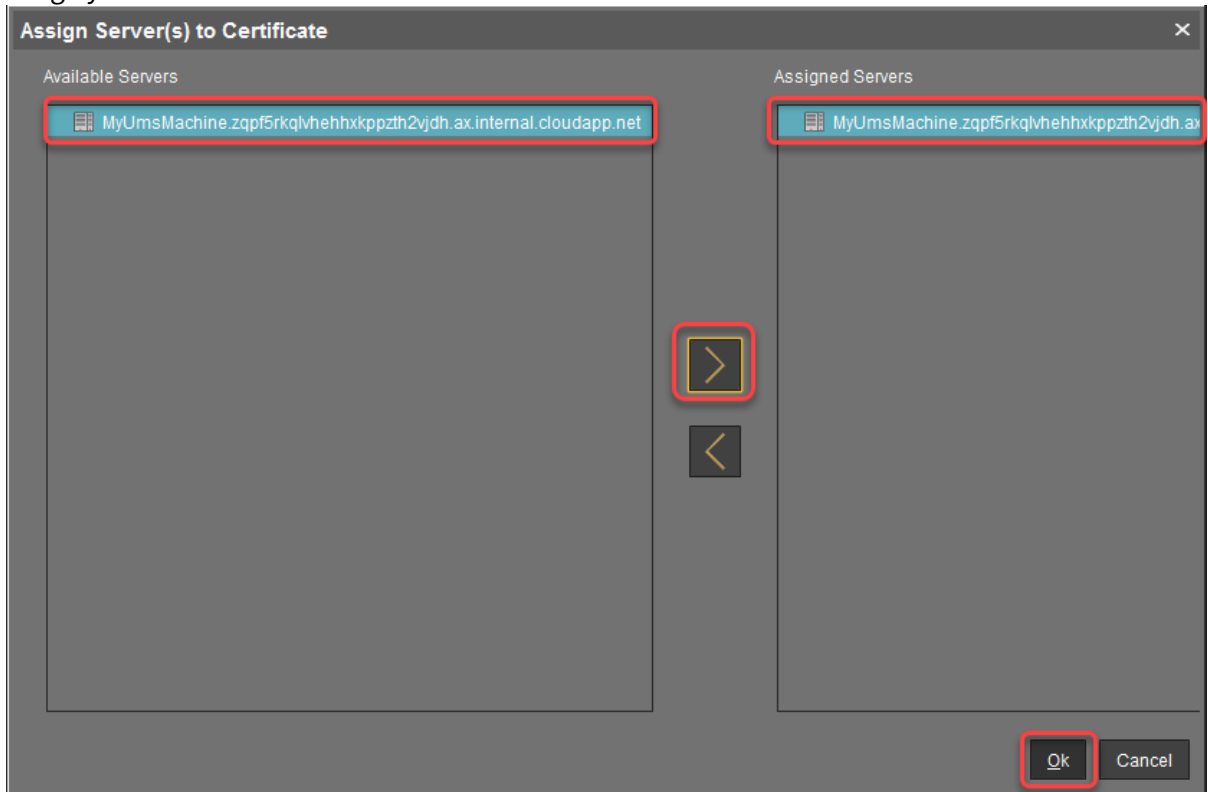 Assign Server(s) to Certificate
Available Servers
Assigned Servers
MyUmsMachine.zqpf5rkqlvhehhxkppzth2vjdh.ax.internal.cloudapp.net
MyUmsMachine.zqpf5rkqlvhehhxkppzth2vjdh.ax
Ok
Cancel